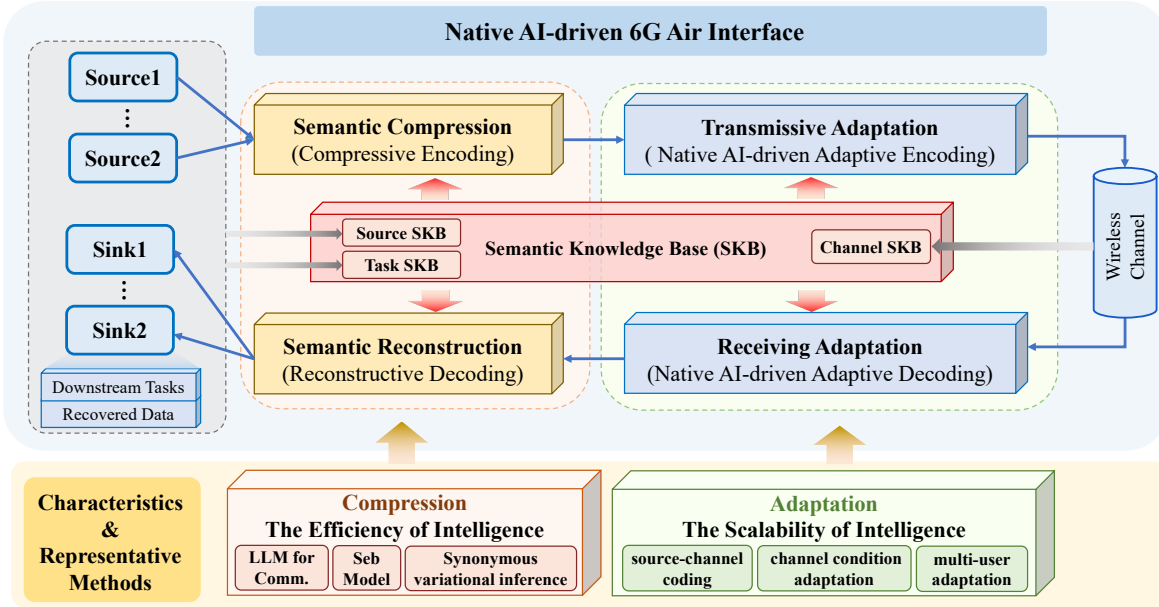 Native AI-driven 6G Air Interface
Source1
Source2
Sink1
Sink2
Downstream Tasks
Recovered Data
Semantic Compression
(Compressive Encoding)
Transmissive Adaptation
( Native AI-driven Adaptive Encoding)
Source SKB
Task SKB
Semantic Knowledge Base (SKB)
Channel SKB
Wireless
Channel
Semantic Reconstruction
(Reconstructive Decoding)
Receiving Adaptation
(Native AI-driven Adaptive Decoding)
Characteristics
&
Representative
Methods
Compression
The Efficiency of Intelligence
LLM for
Comm.
Seb
Model
Synonymous
variational inference
Adaptation
The Scalability of Intelligence
source-channel
coding
channel condition
adaptation
multi-user
adaptation